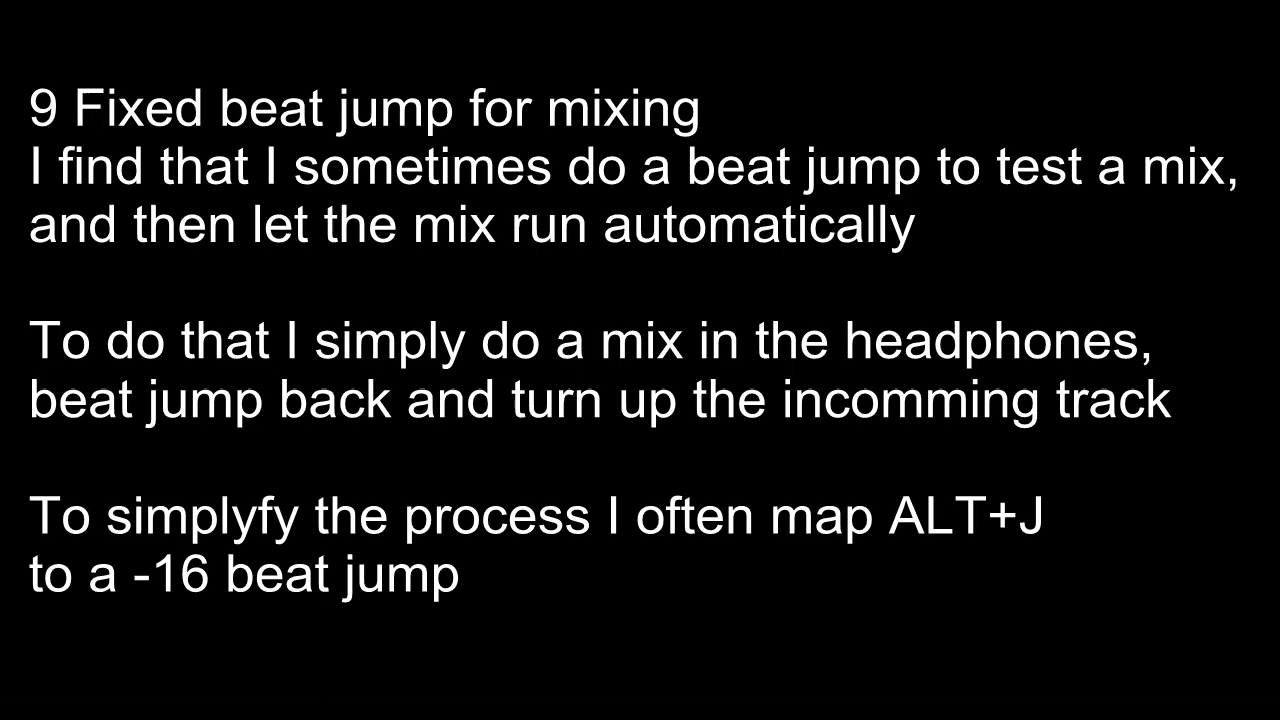 9 Fixed beat jump for mixing
I find that I sometimes do a beat jump to test a mix,
and then let the mix run automatically
To do that I simply do a mix in the headphones,
beat jump back and turn up the incomming track
To simplyfy the process I often map ALT+J
to a -16 beat jump